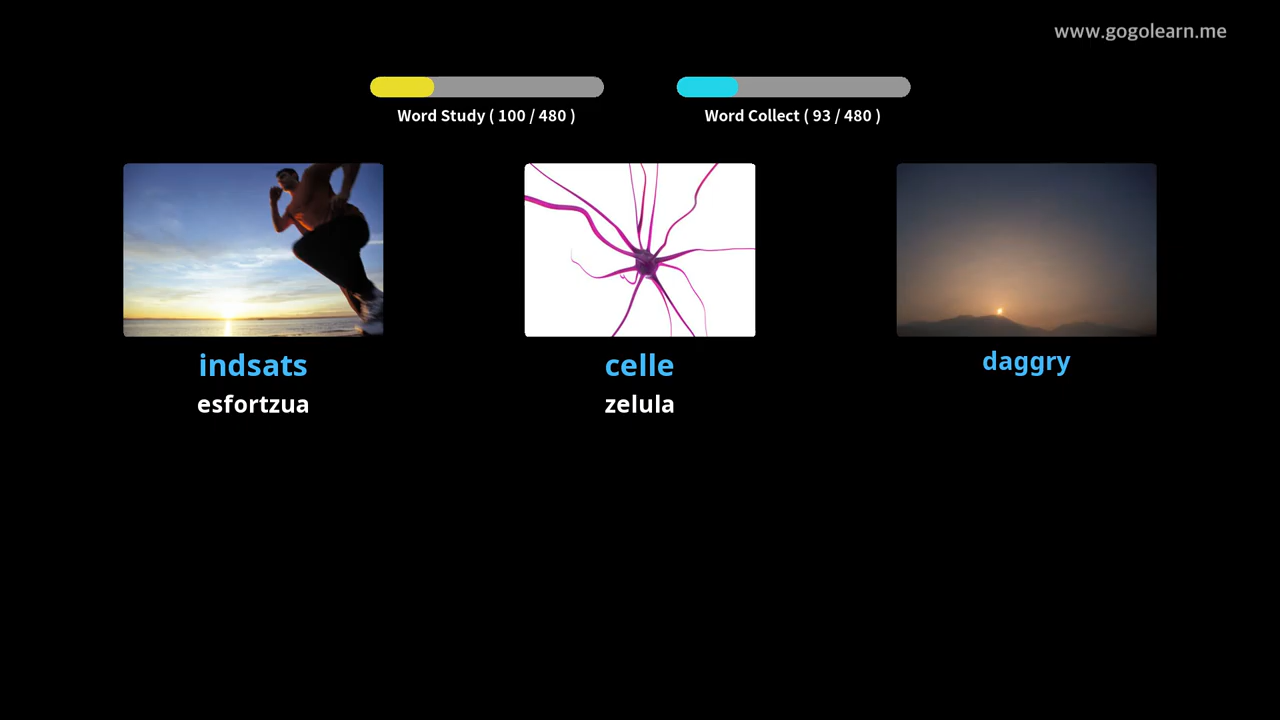 www.gogolearn.me
Word Study ( 100 / 480 )
Word Collect ( 93 / 480 )
indsats
esfortzua
celle
zelula
daggry